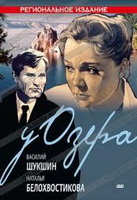 РЕГИОНАЛЬНОЕ ИЗДАНИЕ
у Озера
ВАСИЛИЙ
ШУКШИН
НАТАЛЬЯ
БЕЛОХВОСТИКОВА